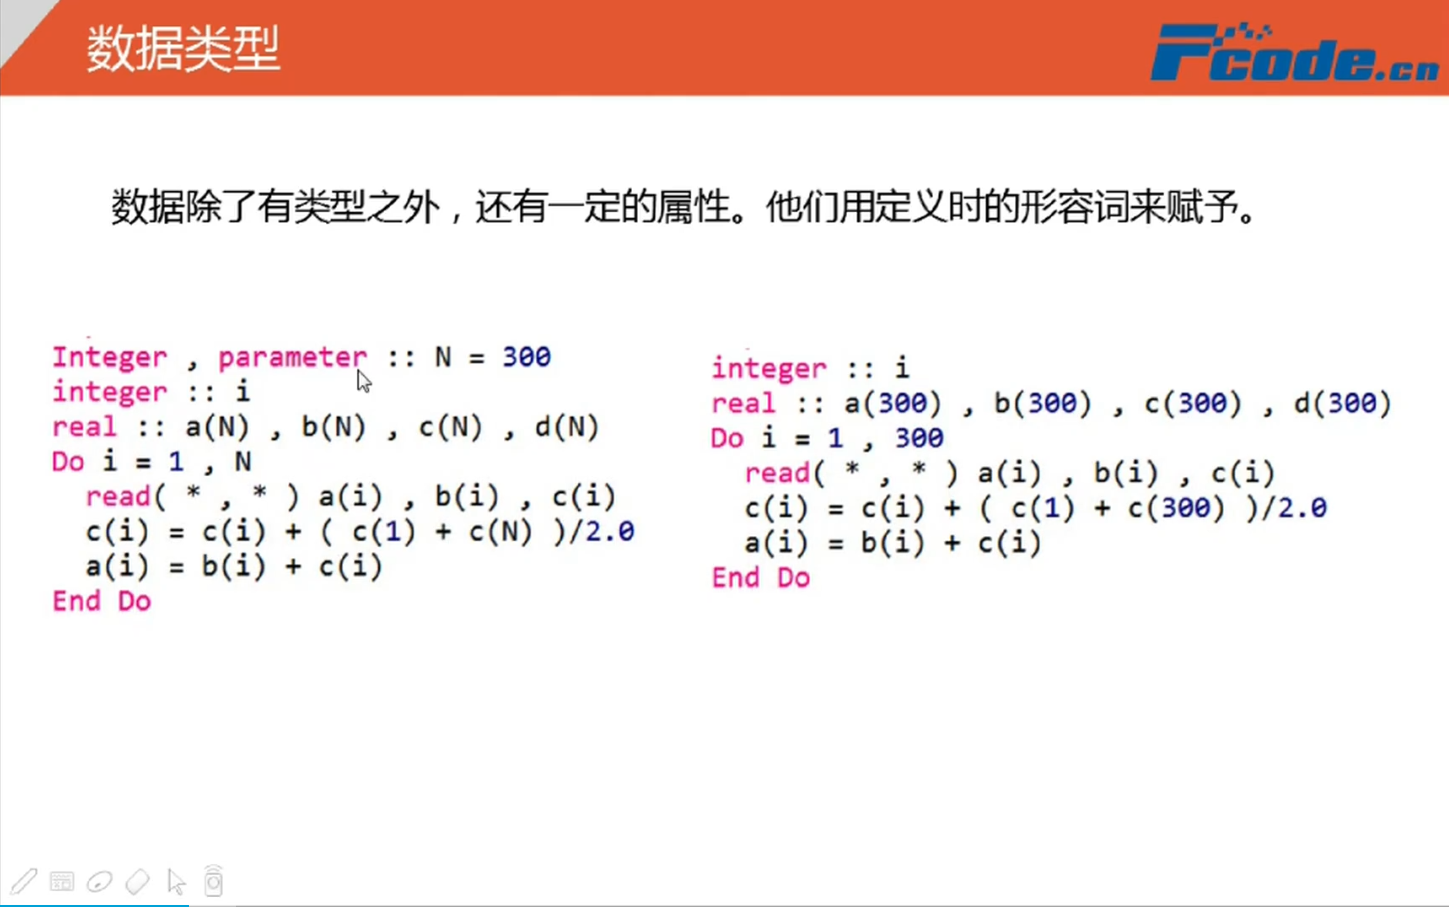 数据类型
Fcode.cn
数据除了有类型之外，还有一定的属性。他们用定义时的形容词来赋予。
Integer , parameter :: N = 300
integer :: i
real :: a(N) , b(N) , c(N) , d(N)
Do i = 1 , N
read( * , * ) a(i) , b(i) , c(i)
c(i) = c(i) + ( c(1) + c(N) )/2.0
a(i) = b(i) + c(i)
End Do
integer :: i
real :: a(300) , b(300) , c(300) , d(300)
Do i = 1 , 300
read( * , * ) a(i) , b(i) , c(i)
c(i) = c(i) + ( c(1) + c(300) )/2.0
a(i) = b(i) + c(i)
End Do